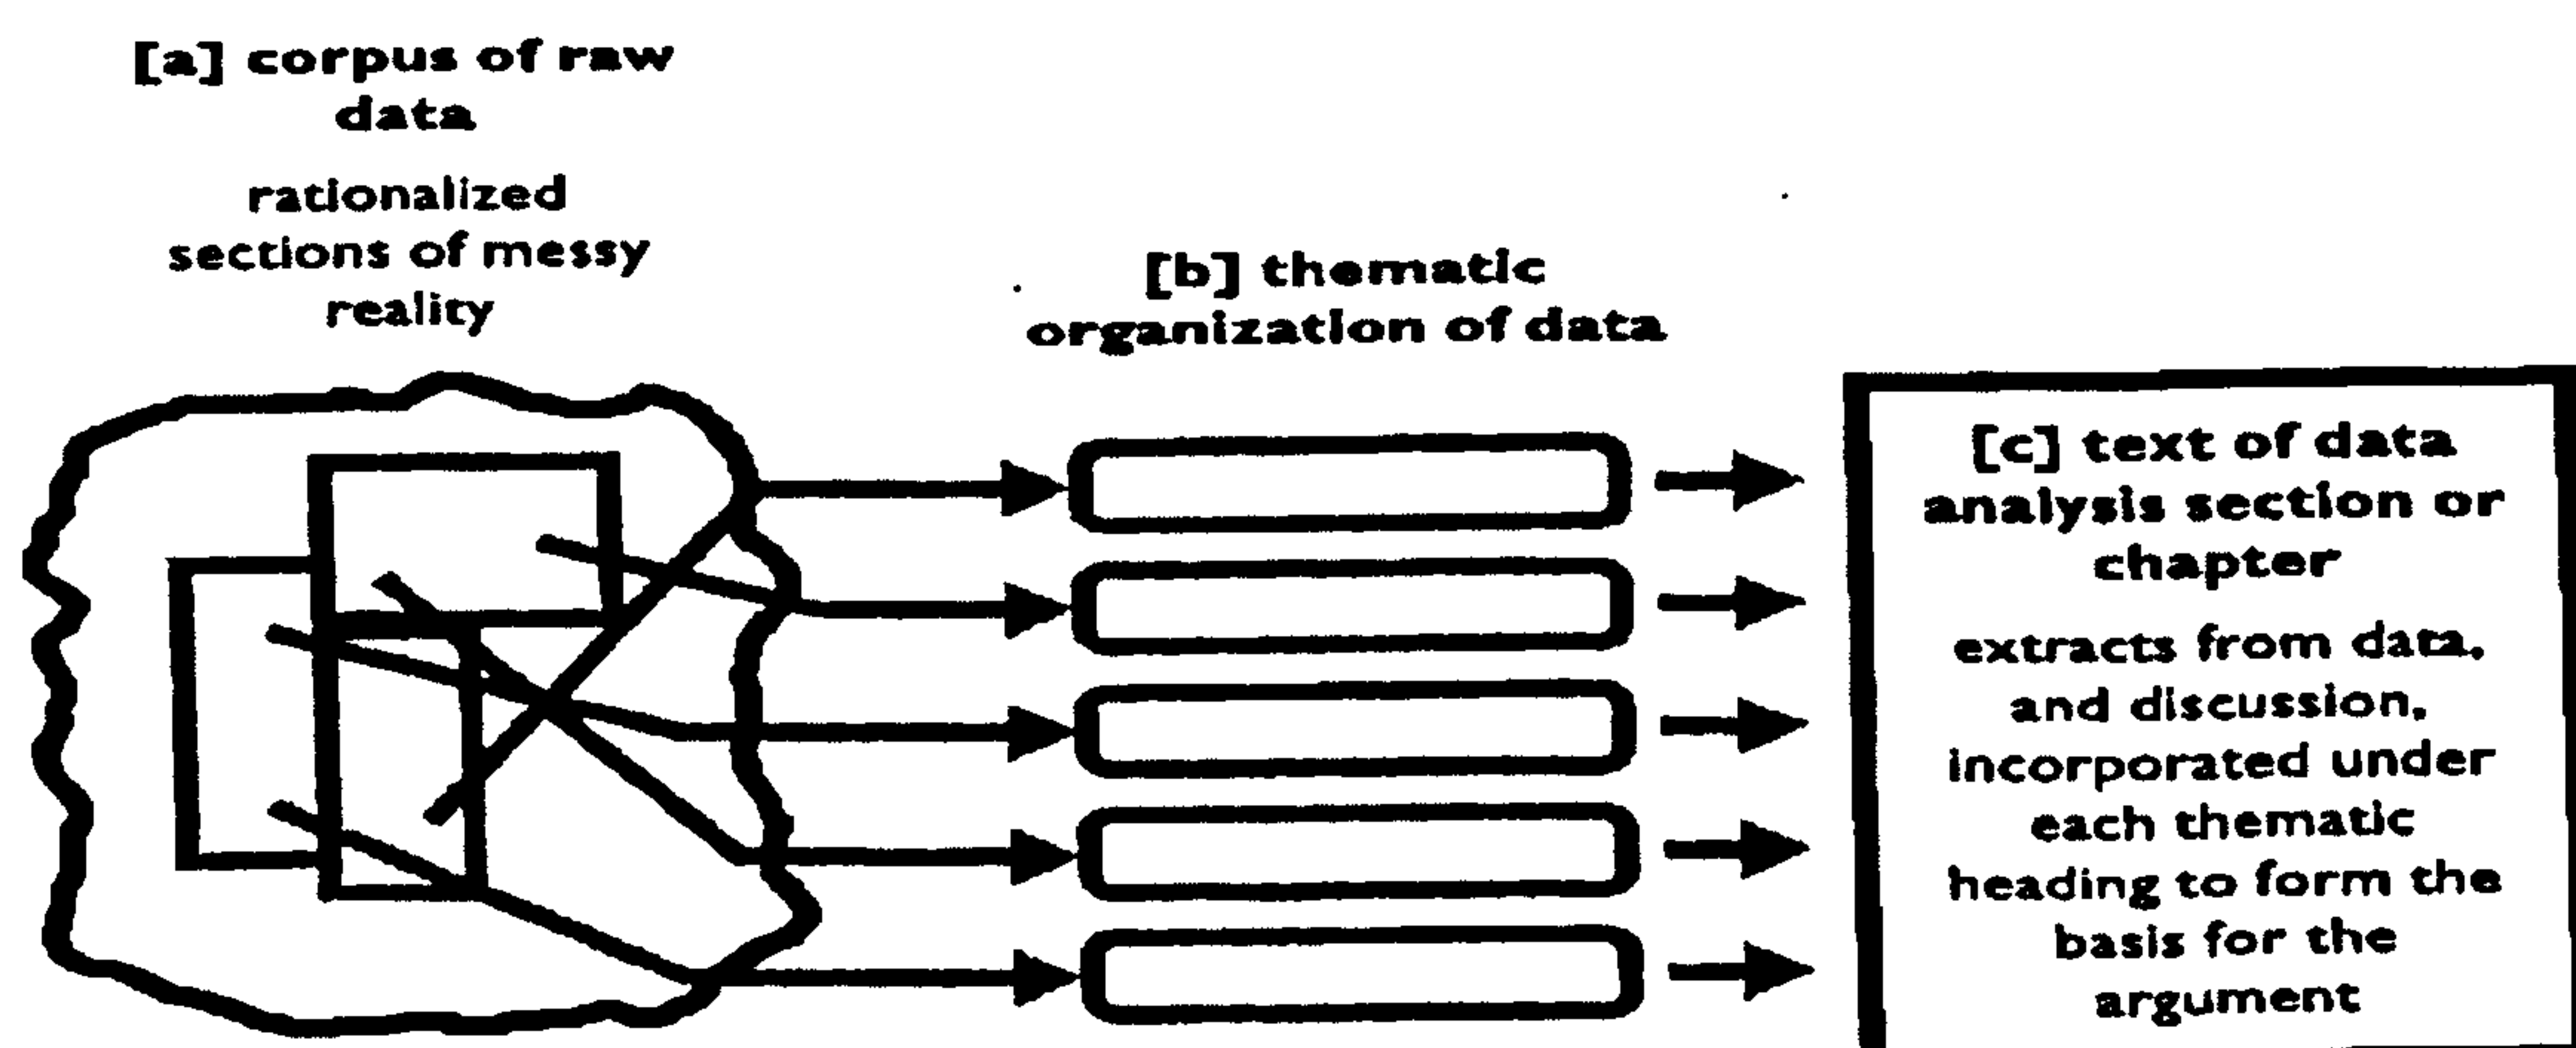 [a] corpus of raw
data
rationalized
sections of messy
reality
[b] thematic
organization of data
[c] text of data
analysis section or
chapter
extracts from data,
and discussion,
incorporated under
each thematic
heading to form the
basis for the
argument